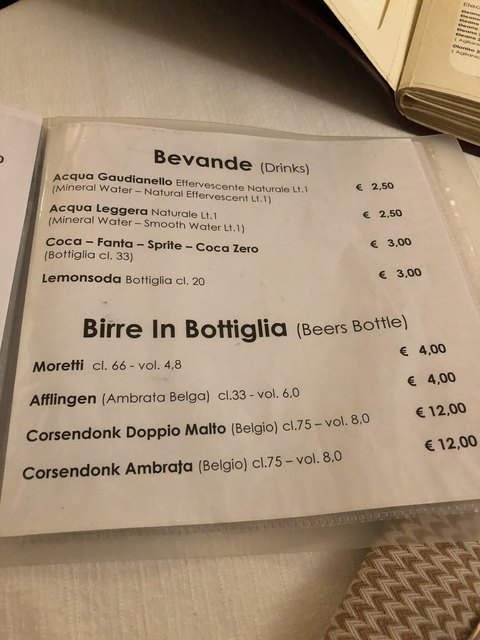 Bevande (Drinks)
Acqua Gaudianello Effervescente Naturale Lt.1 € 2,50
(Mineral Water – Natural Effervescent Lt.1)
Acqua Leggera Naturale Lt.1 € 2,50
(Mineral Water – Smooth Water Lt.1)
Coca – Fanta – Sprite – Coca Zero € 3,00
(Bottiglia cl. 33)
Lemonsoda Bottiglia cl. 20 € 3,00
Birre In Bottiglia (Beers Bottle)
Moretti cl. 66 - vol. 4,8 € 4,00
Afflingen (Ambrata Belga) cl.33 - vol. 6,0 € 4,00
Corsendonk Doppio Malto (Belgio) cl.75 – vol. 8,0 € 12,00
Corsendonk Ambrata (Belgio) cl.75 – vol. 8,0 € 12,00